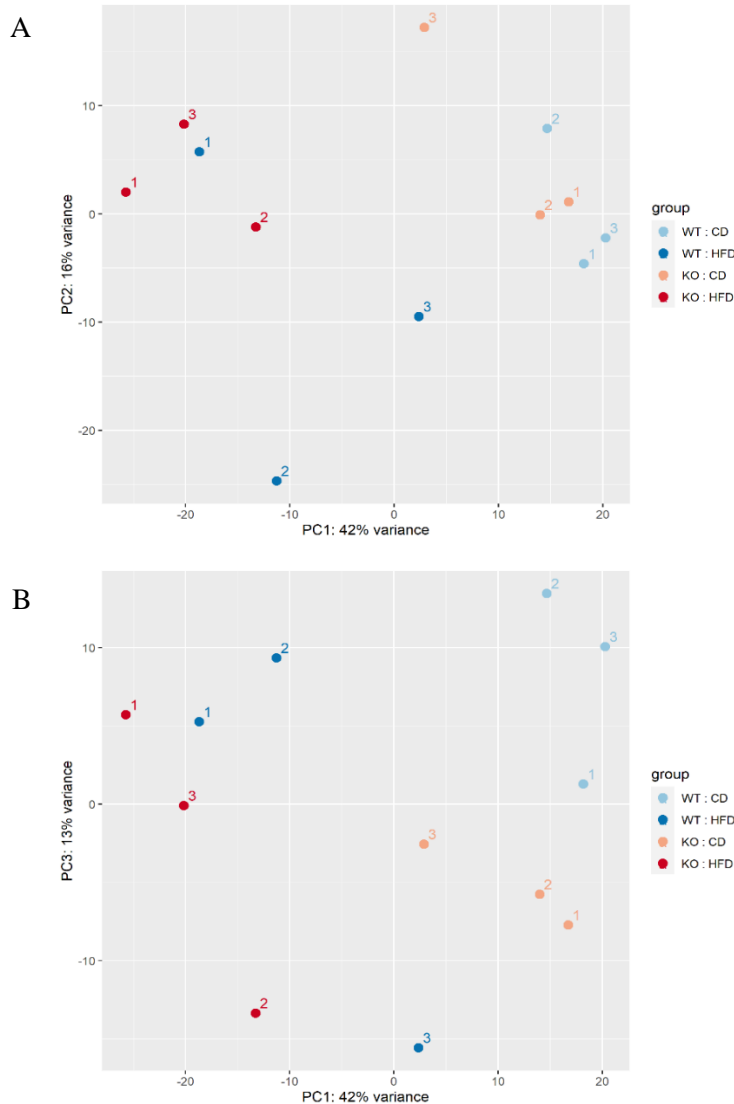 A
3
10
3
2
1
1
1
0
2
2
3
1
3
-10
-20
2
-20
-10
0
10
20
PC1: 42% variance
PC2: 16% variance
group
WT : CD
WT : HFD
KO : CD
KO : HFD
B
2
3
10
2
1
1
1
3
0
3
2
1
-10
2
3
-20
-10
0
10
20
PC1: 42% variance
PC3: 13% variance
group
WT : CD
WT : HFD
KO : CD
KO : HFD